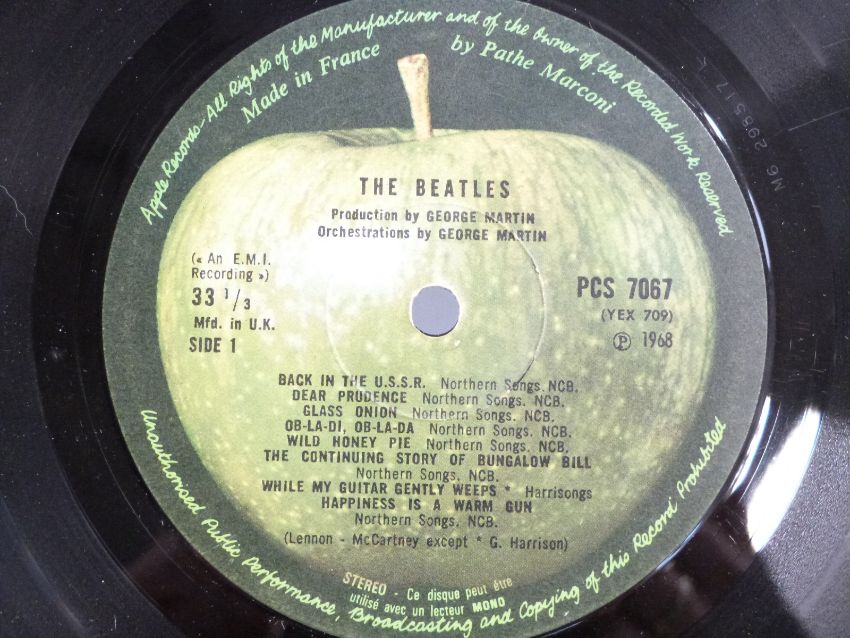 Apple Records-All Rights of the Manufacturer and of the Owner of the Recorded Work Reserved
Made in France
by Pathe Marconi
THE BEATLES
Production by GEORGE MARTIN
Orchestrations by GEORGE MARTIN
(« An E.M.I.
Recording »)
33 1/3
Mfd. in U.K.
SIDE 1
PCS 7067
(YEX 709)
Ⓟ 1968
BACK IN THE U.S.S.R. Northern Songs. NCB.
DEAR PRUDENCE Northern Songs. NCB.
GLASS ONION Northern Songs. NCB.
OB-LA-DI, OB-LA-DA Northern Songs. NCB.
WILD HONEY PIE Northern Songs. NCB.
THE CONTINUING STORY OF BUNGALOW BILL
Northern Songs. NCB.
WHILE MY GUITAR GENTLY WEEPS * Harrisongs
HAPPINESS IS A WARM GUN
Northern Songs. NCB.
(Lennon - McCartney except * G. Harrison)
STEREO - Ce disque peut être
utilisé avec un lecteur MONO
Unauthorised Public Performance, Broadcasting and Copying of this Record Prohibited